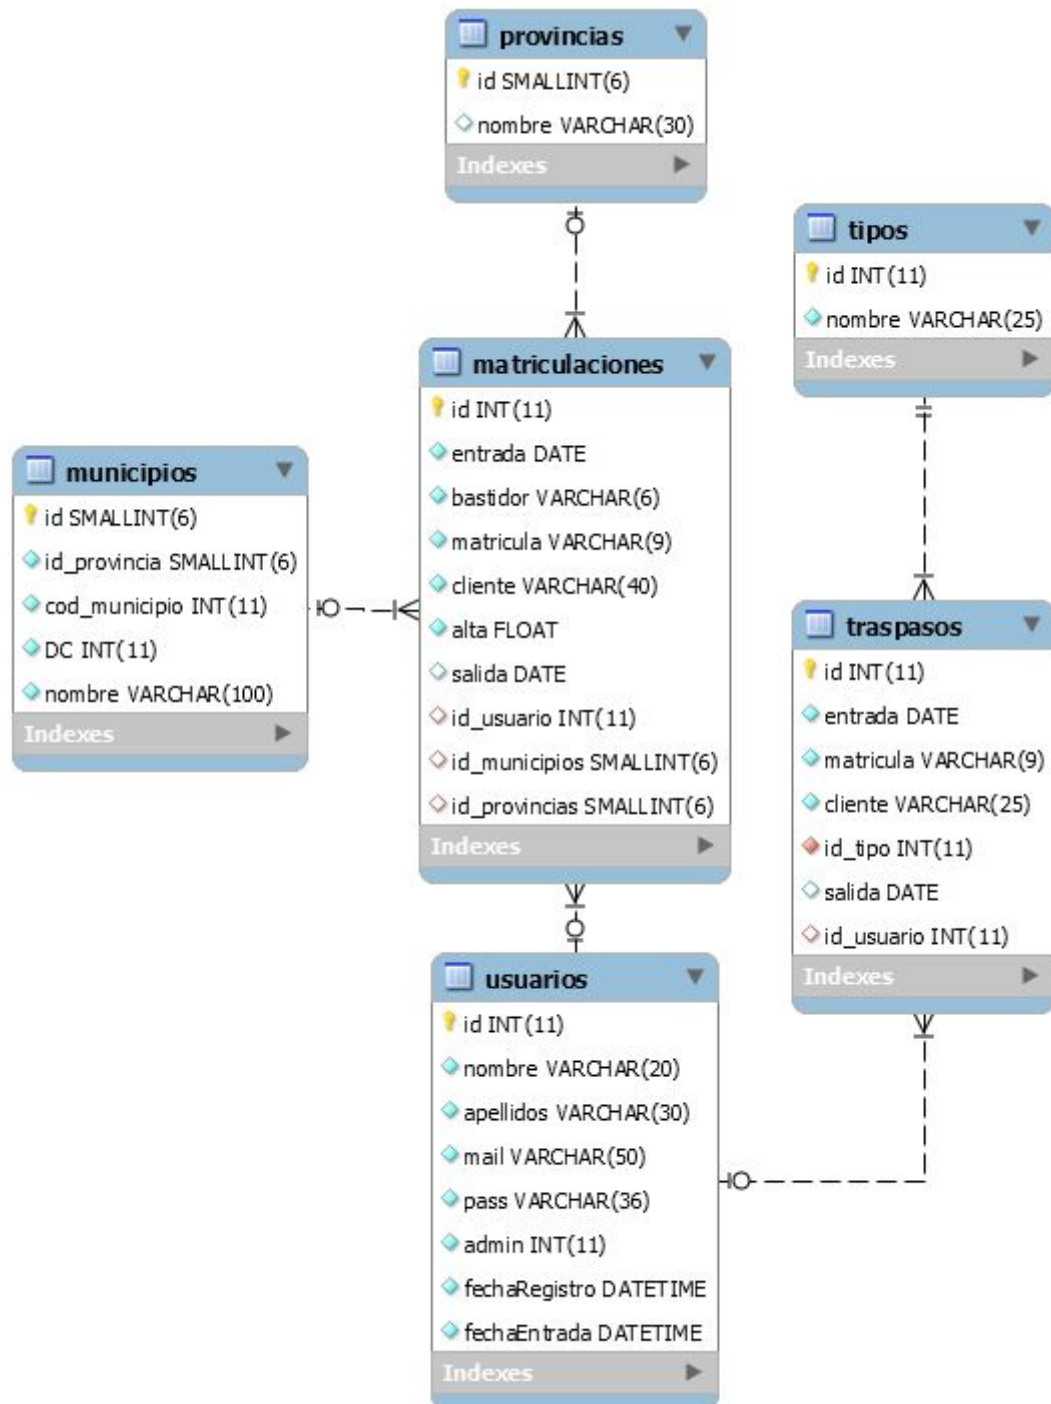 provincias
id SMALLINT(6)
nombre VARCHAR(30)
Indexes
tipos
id INT(11)
nombre VARCHAR(25)
Indexes
matriculaciones
id INT(11)
entrada DATE
bastidor VARCHAR(6)
matricula VARCHAR(9)
cliente VARCHAR(40)
alta FLOAT
salida DATE
id_usuario INT(11)
id_municipios SMALLINT(6)
id_provincias SMALLINT(6)
Indexes
municipios
id SMALLINT(6)
id_provincia SMALLINT(6)
cod_municipio INT(11)
DC INT(11)
nombre VARCHAR(100)
Indexes
traspasos
id INT(11)
entrada DATE
matricula VARCHAR(9)
cliente VARCHAR(25)
id_tipo INT(11)
salida DATE
id_usuario INT(11)
Indexes
usuarios
id INT(11)
nombre VARCHAR(20)
apellidos VARCHAR(30)
mail VARCHAR(50)
pass VARCHAR(36)
admin INT(11)
fechaRegistro DATETIME
fechaEntrada DATETIME
Indexes